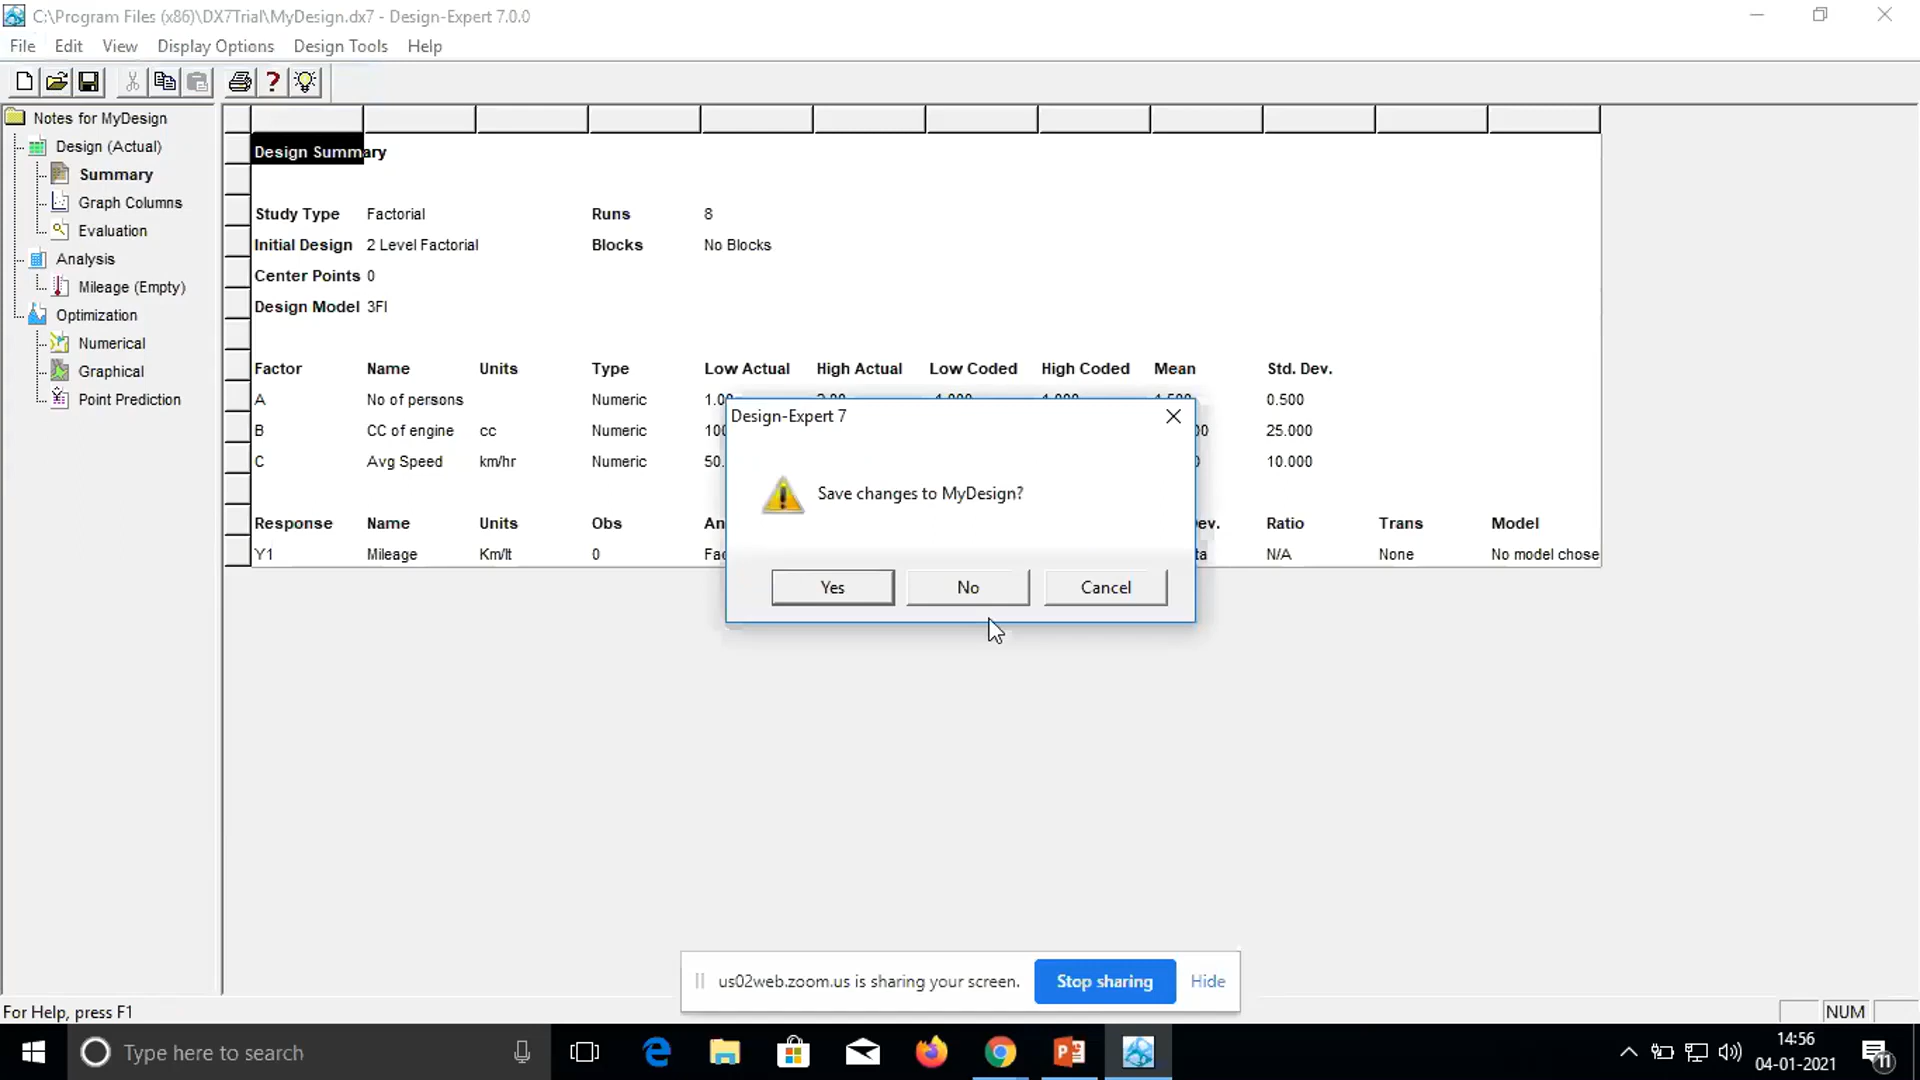 C:\Program Files (x86)\DX7Trial\MyDesign.dx7 - Design-Expert 7.0.0
File Edit View Display Options Design Tools Help
Notes for MyDesign
Design (Actual)
Summary
Graph Columns
Evaluation
Analysis
Mileage (Empty)
Optimization
Numerical
Graphical
Point Prediction
Design Summary
Study Type Factorial Runs 8
Initial Design 2 Level Factorial Blocks No Blocks
Center Points 0
Design Model 3FI
Factor Name Units Type Low Actual High Actual Low Coded High Coded Mean Std. Dev.
A No of persons Numeric 0.500
B CC of engine cc Numeric 25.000
C Avg Speed km/hr Numeric 10.000
Response Name Units Obs Ratio Trans Model
Y1 Mileage Km/lt 0 N/A None No model chose
Design-Expert 7
Save changes to MyDesign?
Yes No Cancel
us02web.zoom.us is sharing your screen. Stop sharing Hide
For Help, press F1
NUM
Type here to search
14:56
04-01-2021
11